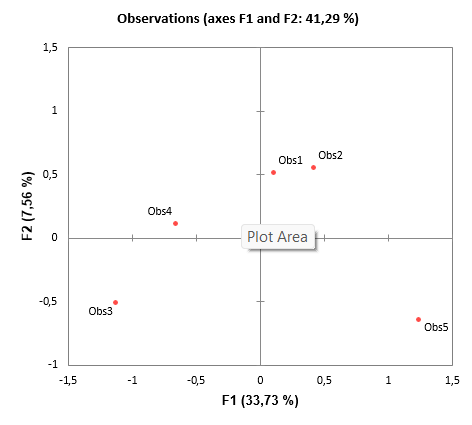 Observations (axes F1 and F2: 41,29 %)
1,5
1
0,5
0
-0,5
-1
F2 (7,56 %)
Obs1
Obs2
Obs4
Plot Area
Obs3
Obs5
-1,5
-1
-0,5
0
0,5
1
1,5
F1 (33,73 %)